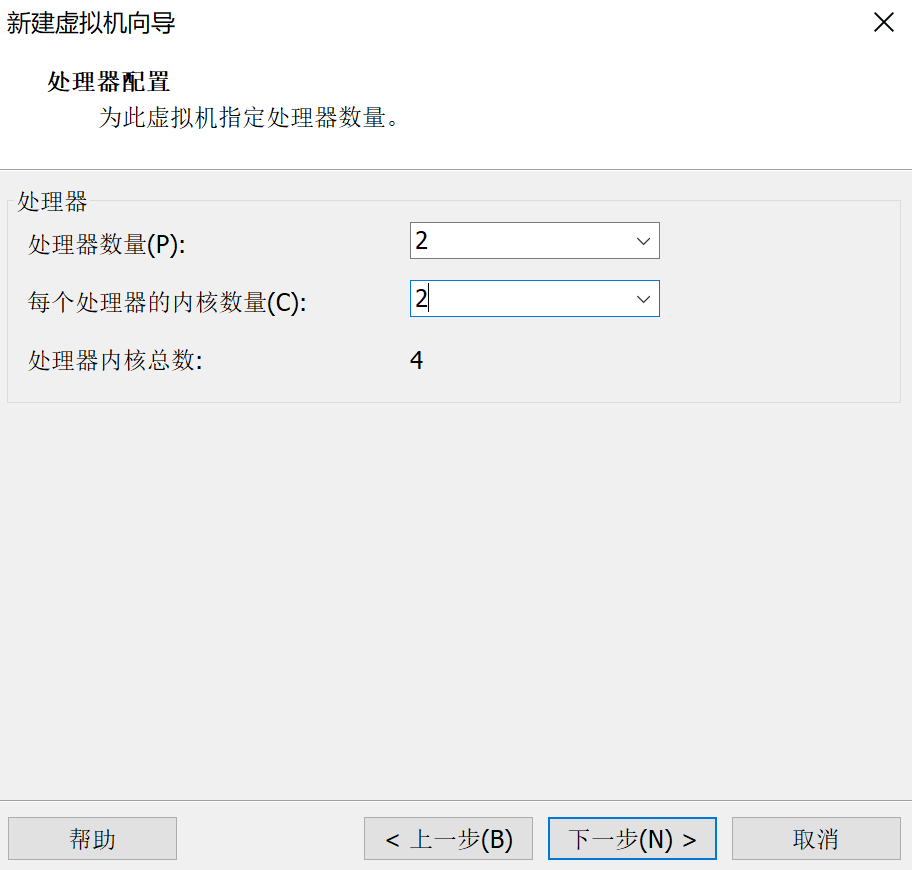 新建虚拟机向导
处理器配置
为此虚拟机指定处理器数量。
处理器
处理器数量(P): 2
每个处理器的内核数量(C): 2
处理器内核总数: 4
帮助 < 上一步(B) 下一步(N) > 取消